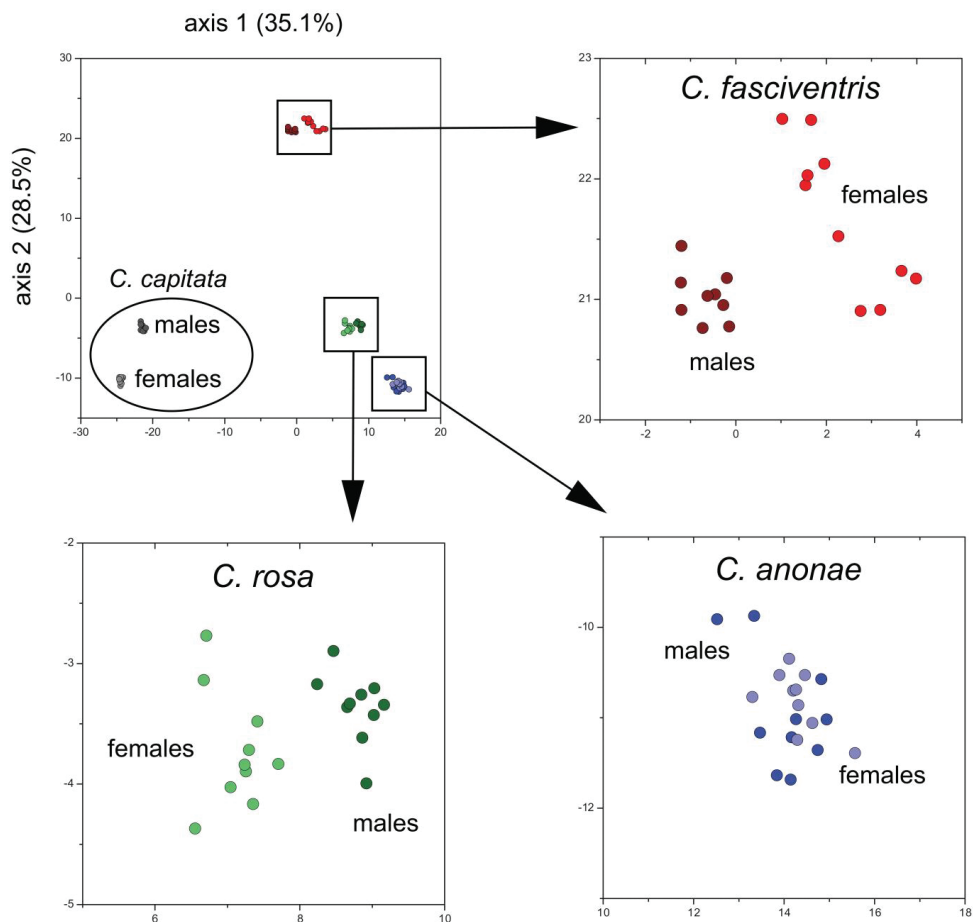 axis 1 (35.1%)
axis 2 (28.5%)
30
20
10
0
-10
-30
-20
-10
0
10
20
C. capitata
males
females
C. fasciventris
females
males
23
22
21
20
-2
0
2
4
C. rosa
females
males
-2
-3
-4
-5
6
8
10
C. anonae
males
females
-10
-12
10
12
14
16
18